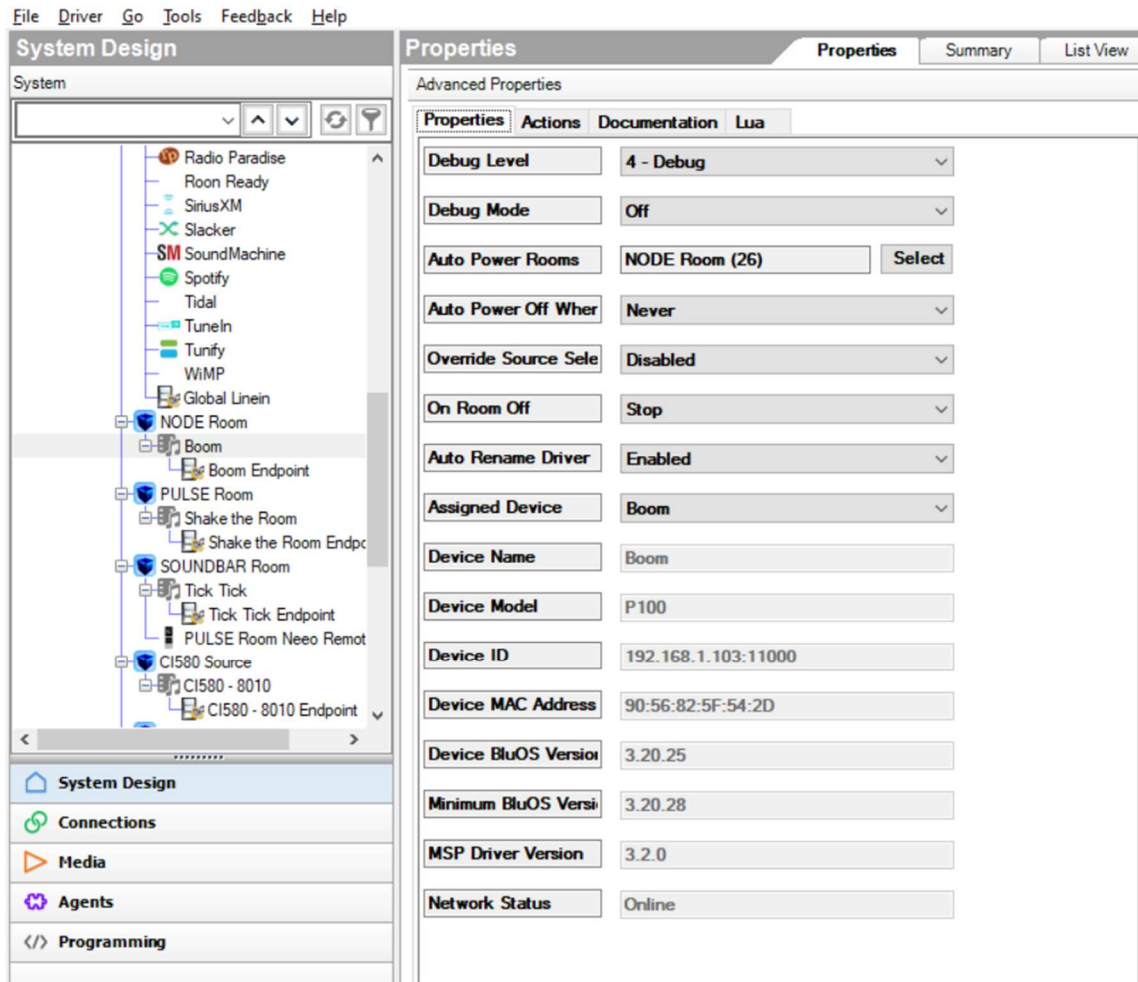 File Driver Go Tools Feedback Help
System Design
System
Radio Paradise
Roon Ready
SiriusXM
Slacker
SM SoundMachine
Spotify
Tidal
TuneIn
Tunify
WiMP
Global Linein
NODE Room
Boom
Boom Endpoint
PULSE Room
Shake the Room
Shake the Room Endpo
SOUNDBAR Room
Tick Tick
Tick Tick Endpoint
PULSE Room Neeo Remot
CI580 Source
CI580 - 8010
CI580 - 8010 Endpoint
System Design
Connections
Media
Agents
Programming
Properties Properties Summary List View
Advanced Properties
Properties Actions Documentation Lua
Debug Level 4 - Debug
Debug Mode Off
Auto Power Rooms NODE Room (26) Select
Auto Power Off Wher Never
Override Source Sele Disabled
On Room Off Stop
Auto Rename Driver Enabled
Assigned Device Boom
Device Name Boom
Device Model P100
Device ID 192.168.1.103:11000
Device MAC Address 90:56:82:5F:54:2D
Device BluOS Version 3.20.25
Minimum BluOS Versi 3.20.28
MSP Driver Version 3.2.0
Network Status Online